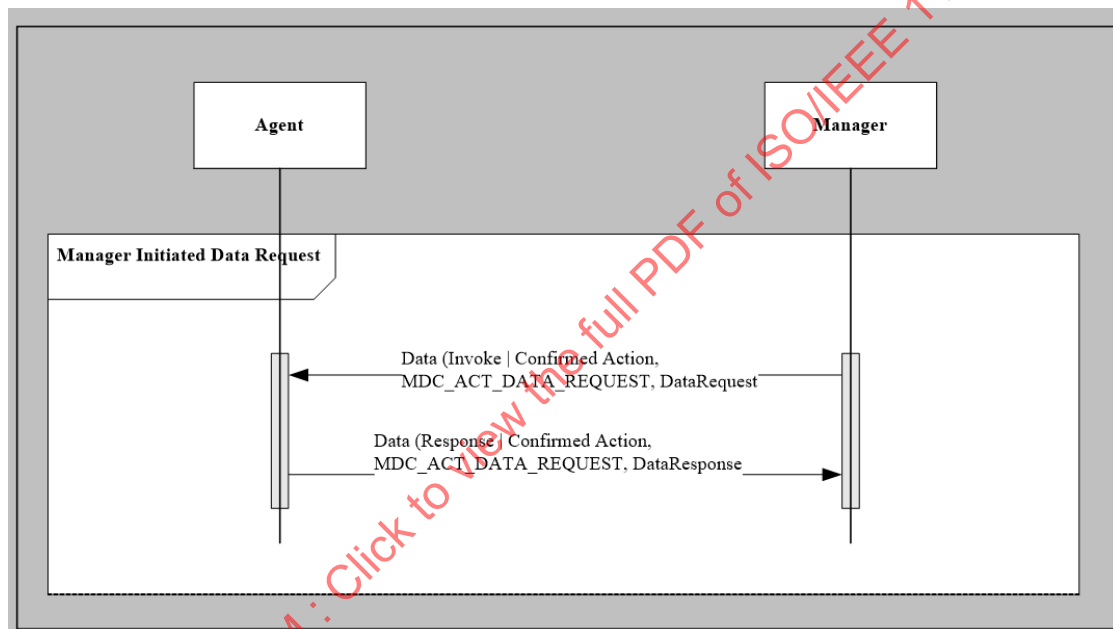 Agent
Manager
Manager Initiated Data Request
Data (Invoke | Confirmed Action,
MDC_ACT_DATA_REQUEST, DataRequest
Data (Response | Confirmed Action,
MDC_ACT_DATA_REQUEST, DataResponse
: Click to view the full PDF of ISO/IEEE 1